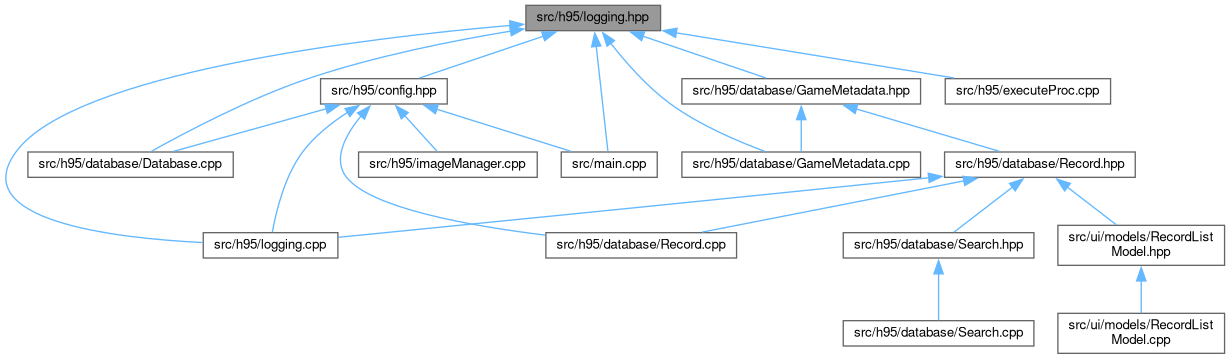 src/h95/logging.hpp
src/h95/config.hpp
src/h95/database/GameMetadata.hpp
src/h95/executeProc.cpp
src/h95/database/Database.cpp
src/h95/imageManager.cpp
src/main.cpp
src/h95/database/GameMetadata.cpp
src/h95/database/Record.hpp
src/h95/logging.cpp
src/h95/database/Record.cpp
src/h95/database/Search.hpp
src/ui/models/RecordList
Model.hpp
src/h95/database/Search.cpp
src/ui/models/RecordList
Model.cpp